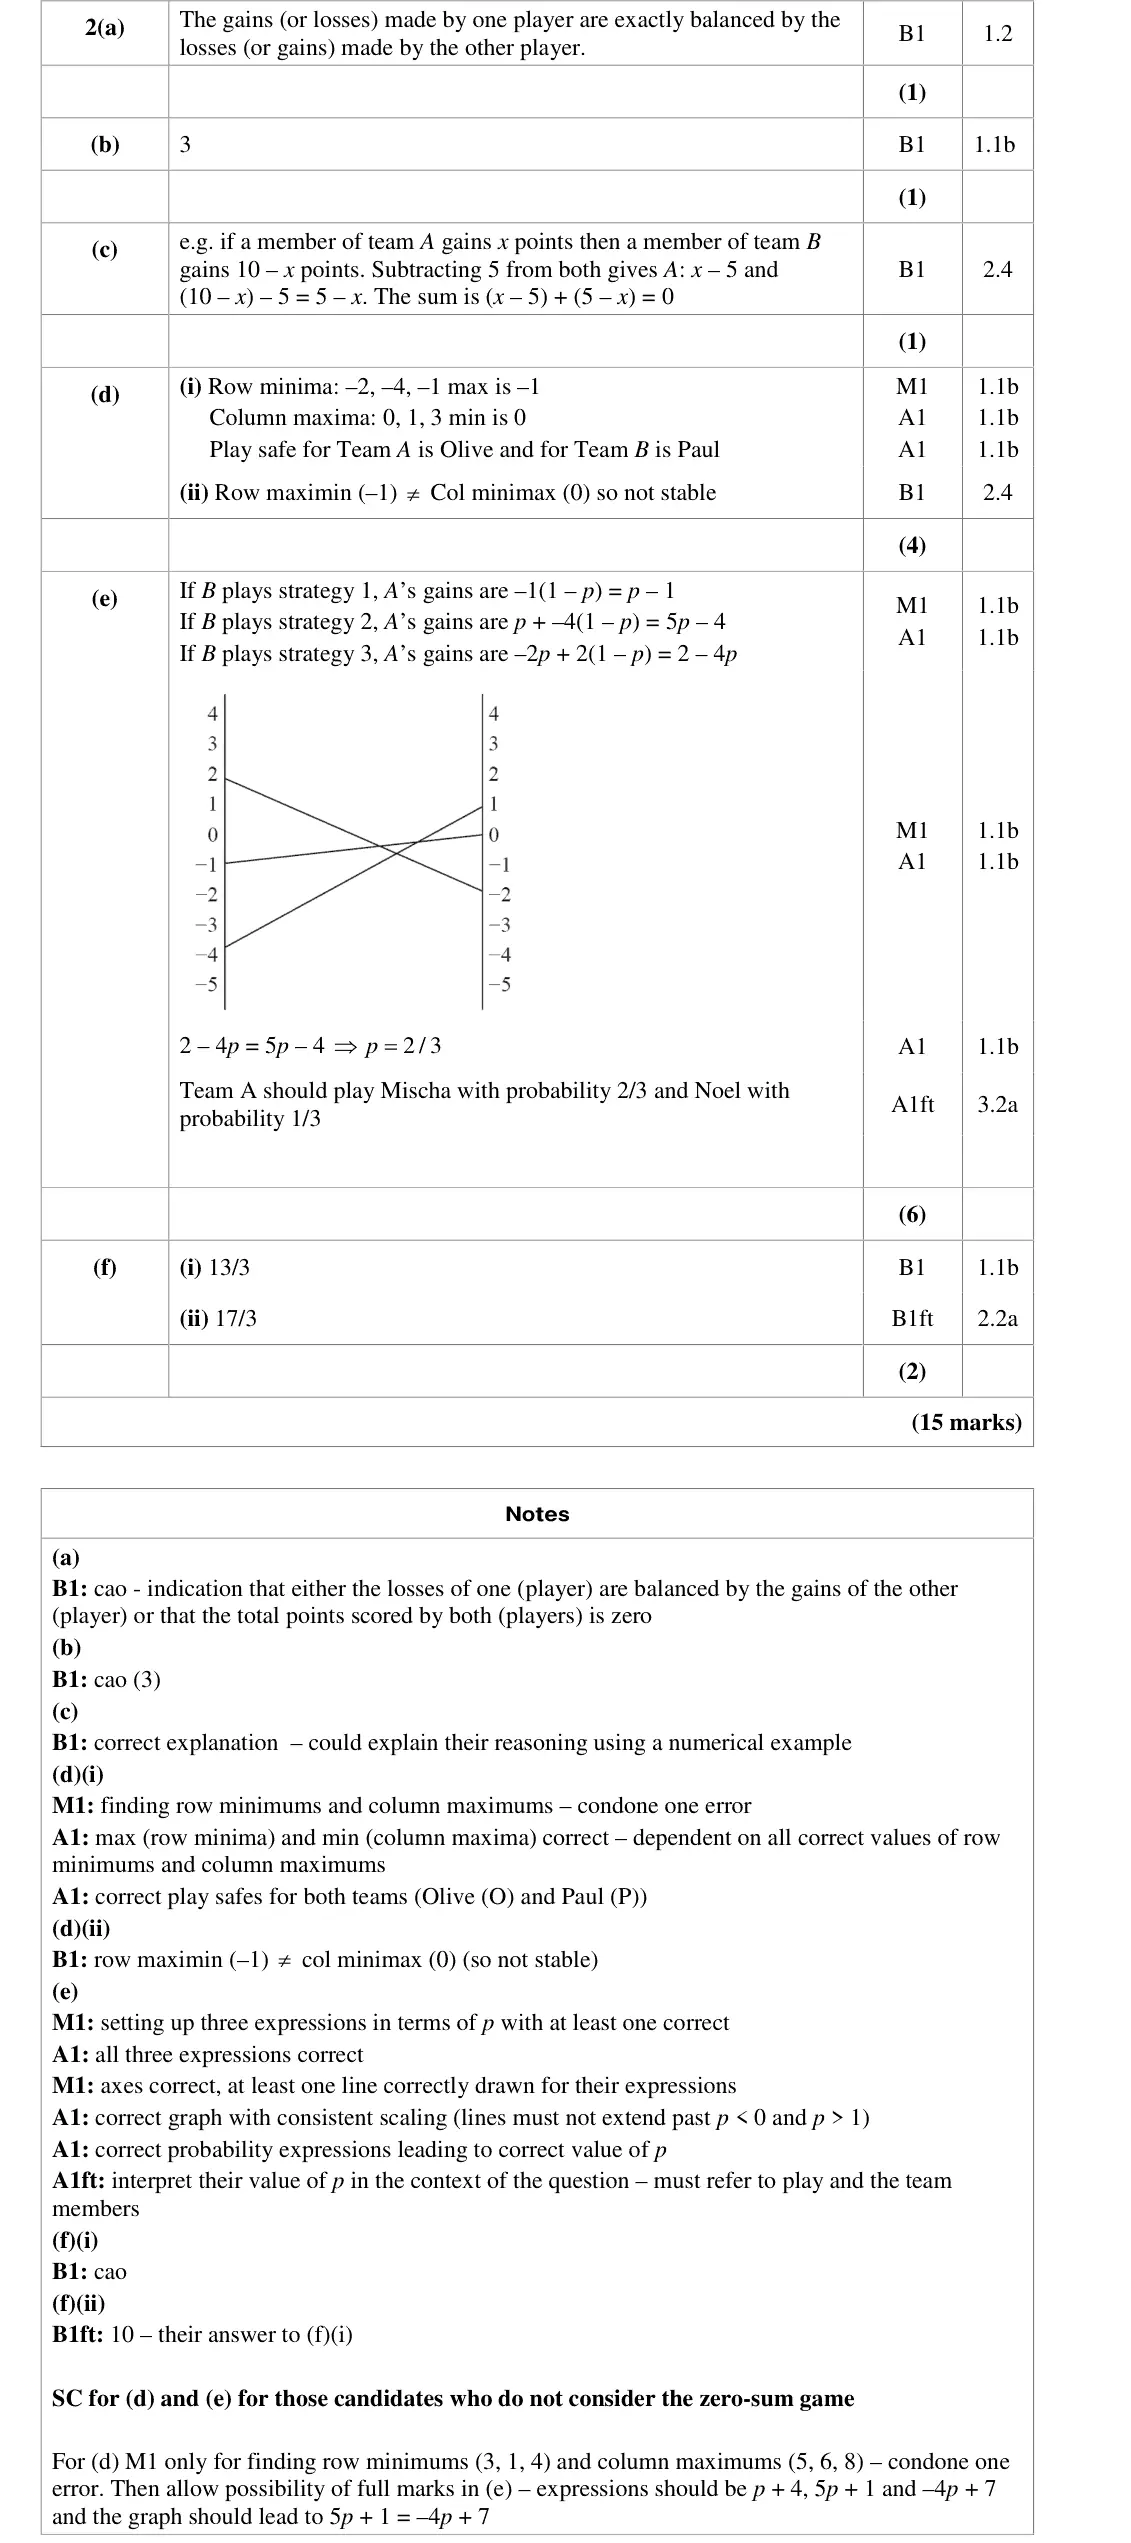 2(a) The gains (or losses) made by one player are exactly balanced by the B1 1.2
losses (or gains) made by the other player.
(1)
(b) 3 B1 1.1b
(1)
(c) e.g. if a member of team A gains x points then a member of team B
gains 10 – x points. Subtracting 5 from both gives A: x – 5 and B1 2.4
(10 – x) – 5 = 5 – x. The sum is (x – 5) + (5 – x) = 0
(1)
(d) (i) Row minima: –2, –4, –1 max is –1 M1 1.1b
Column maxima: 0, 1, 3 min is 0 A1 1.1b
Play safe for Team A is Olive and for Team B is Paul A1 1.1b
(ii) Row maximin (–1) ≠ Col minimax (0) so not stable B1 2.4
(4)
(e) If B plays strategy 1, A’s gains are –1(1 – p) = p – 1 M1 1.1b
If B plays strategy 2, A’s gains are p + –4(1 – p) = 5p – 4 A1 1.1b
If B plays strategy 3, A’s gains are –2p + 2(1 – p) = 2 – 4p
4 4
3 3
2 2
1 1
0 0 M1 1.1b
−1 −1 A1 1.1b
−2 −2
−3 −3
−4 −4
−5 −5
2 – 4p = 5p – 4 ⇒ p = 2 / 3 A1 1.1b
Team A should play Mischa with probability 2/3 and Noel with A1ft 3.2a
probability 1/3
(6)
(f) (i) 13/3 B1 1.1b
(ii) 17/3 B1ft 2.2a
(2)
(15 marks)
Notes
(a)
B1: cao - indication that either the losses of one (player) are balanced by the gains of the other
(player) or that the total points scored by both (players) is zero
(b)
B1: cao (3)
(c)
B1: correct explanation – could explain their reasoning using a numerical example
(d)(i)
M1: finding row minimums and column maximums – condone one error
A1: max (row minima) and min (column maxima) correct – dependent on all correct values of row
minimums and column maximums
A1: correct play safes for both teams (Olive (O) and Paul (P))
(d)(ii)
B1: row maximin (–1) ≠ col minimax (0) (so not stable)
(e)
M1: setting up three expressions in terms of p with at least one correct
A1: all three expressions correct
M1: axes correct, at least one line correctly drawn for their expressions
A1: correct graph with consistent scaling (lines must not extend past p < 0 and p > 1)
A1: correct probability expressions leading to correct value of p
A1ft: interpret their value of p in the context of the question – must refer to play and the team
members
(f)(i)
B1: cao
(f)(ii)
B1ft: 10 – their answer to (f)(i)
SC for (d) and (e) for those candidates who do not consider the zero-sum game
For (d) M1 only for finding row minimums (3, 1, 4) and column maximums (5, 6, 8) – condone one
error. Then allow possibility of full marks in (e) – expressions should be p + 4, 5p + 1 and –4p + 7
and the graph should lead to 5p + 1 = –4p + 7